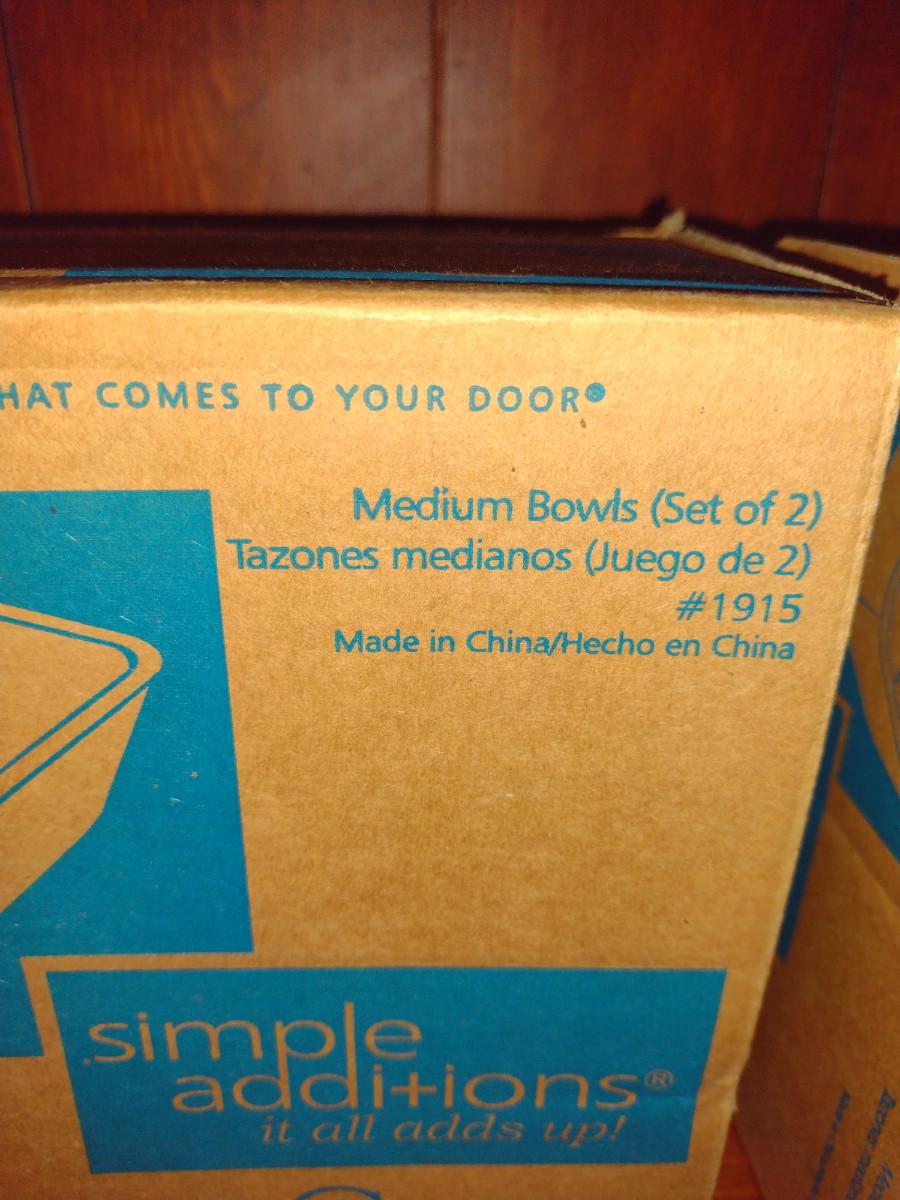 HAT COMES TO YOUR DOOR®
Medium Bowls (Set of 2)
Tazones medianos (Juego de 2)
#1915
Made in China/Hecho en China
simple
additions®
it all adds up!